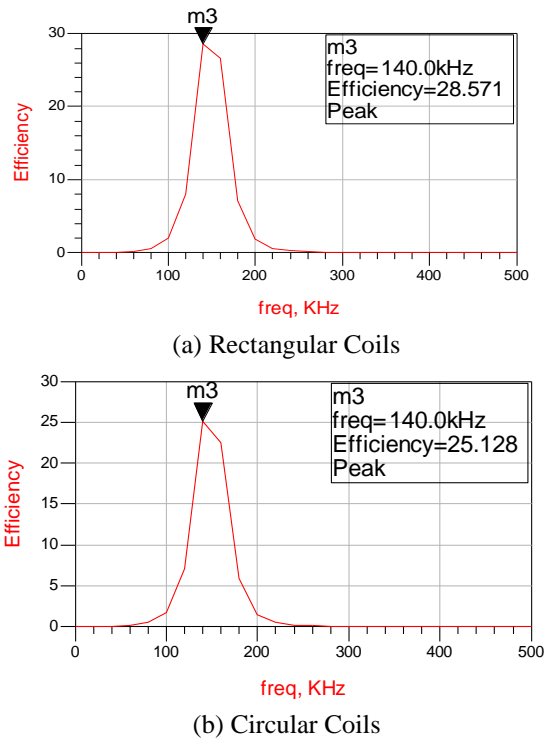 m3
30
20
10
0
Efficiency
m3
freq=140.0kHz
Efficiency=28.571
Peak
0 100 200 300 400 500
freq, KHz
(a) Rectangular Coils
m3
30
25
20
15
10
5
0
Efficiency
m3
freq=140.0kHz
Efficiency=25.128
Peak
0 100 200 300 400 500
freq, KHz
(b) Circular Coils